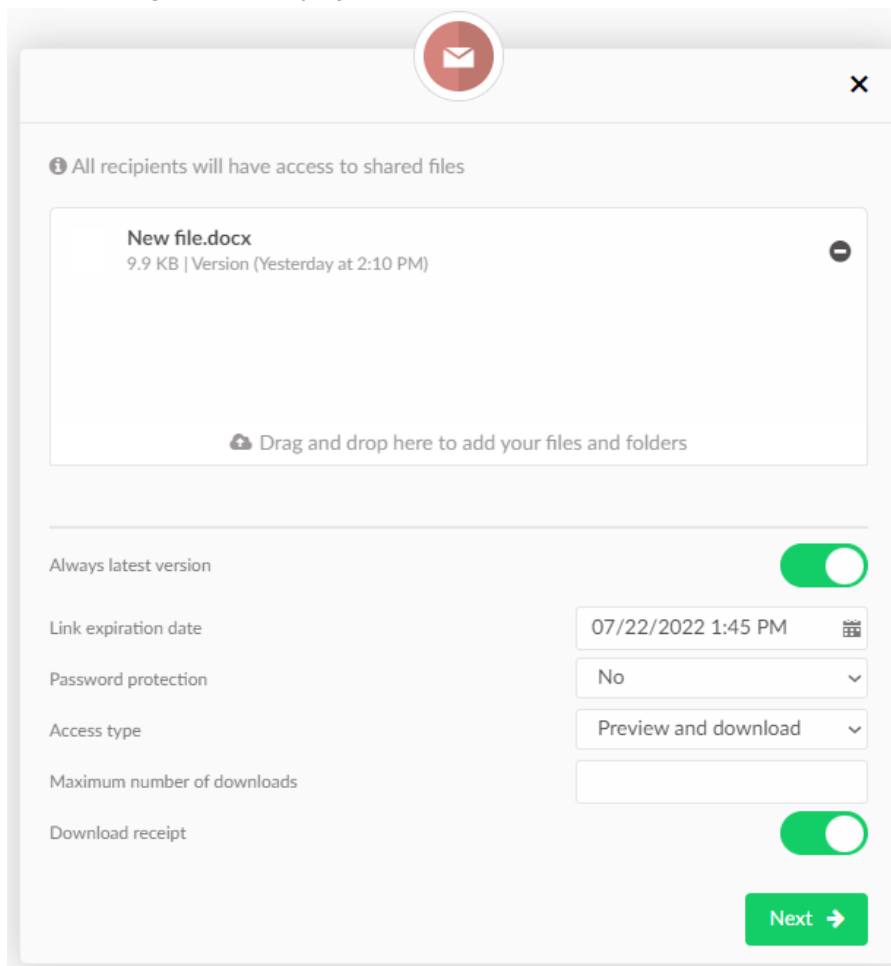 All recipients will have access to shared files
New file.docx
9.9 KB | Version (Yesterday at 2:10 PM)
Drag and drop here to add your files and folders
Always latest version
Link expiration date 07/22/2022 1:45 PM
Password protection No
Access type Preview and download
Maximum number of downloads
Download receipt
Next